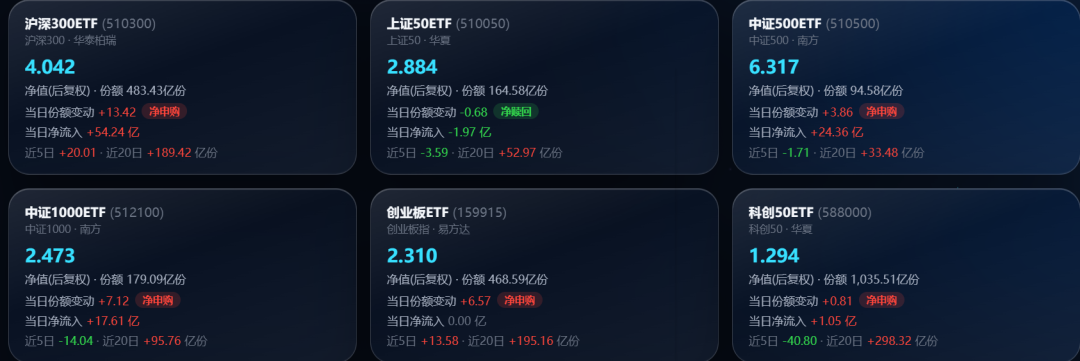 沪深300ETF (510300)
沪深300 · 华泰柏瑞
4.042
净值(后复权) · 份额 483.43亿份
当日份额变动 +13.42 净申购
当日净流入 +54.24 亿
近5日 +20.01 · 近20日 +189.42 亿份
上证50ETF (510050)
上证50 · 华夏
2.884
净值(后复权) · 份额 164.58亿份
当日份额变动 -0.68 净赎回
当日净流入 -1.97 亿
近5日 -3.59 · 近20日 +52.97 亿份
中证500ETF (510500)
中证500 · 南方
6.317
净值(后复权) · 份额 94.58亿份
当日份额变动 +3.86 净申购
当日净流入 +24.36 亿
近5日 -1.71 · 近20日 +33.48 亿份
中证1000ETF (512100)
中证1000 · 南方
2.473
净值(后复权) · 份额 179.09亿份
当日份额变动 +7.12 净申购
当日净流入 +17.61 亿
近5日 -14.04 · 近20日 +95.76 亿份
创业板ETF (159915)
创业板指 · 易方达
2.310
净值(后复权) · 份额 468.59亿份
当日份额变动 +6.57 净申购
当日净流入 0.00 亿
近5日 +13.58 · 近20日 +195.16 亿份
科创50ETF (588000)
科创50 · 华夏
1.294
净值(后复权) · 份额 1,035.51亿份
当日份额变动 +0.81 净申购
当日净流入 +1.05 亿
近5日 -40.80 · 近20日 +298.32 亿份